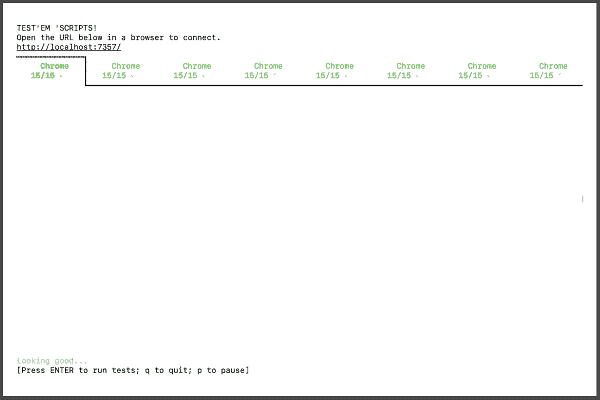 TEST'EM 'SCRIPTS!
Open the URL below in a browser to connect.
http://localhost:7357/
Chrome Chrome Chrome Chrome Chrome Chrome Chrome Chrome
15/15 15/15 15/15 15/15 15/15 15/15 15/15 15/15
Looking good...
[Press ENTER to run tests; q to quit; p to pause]